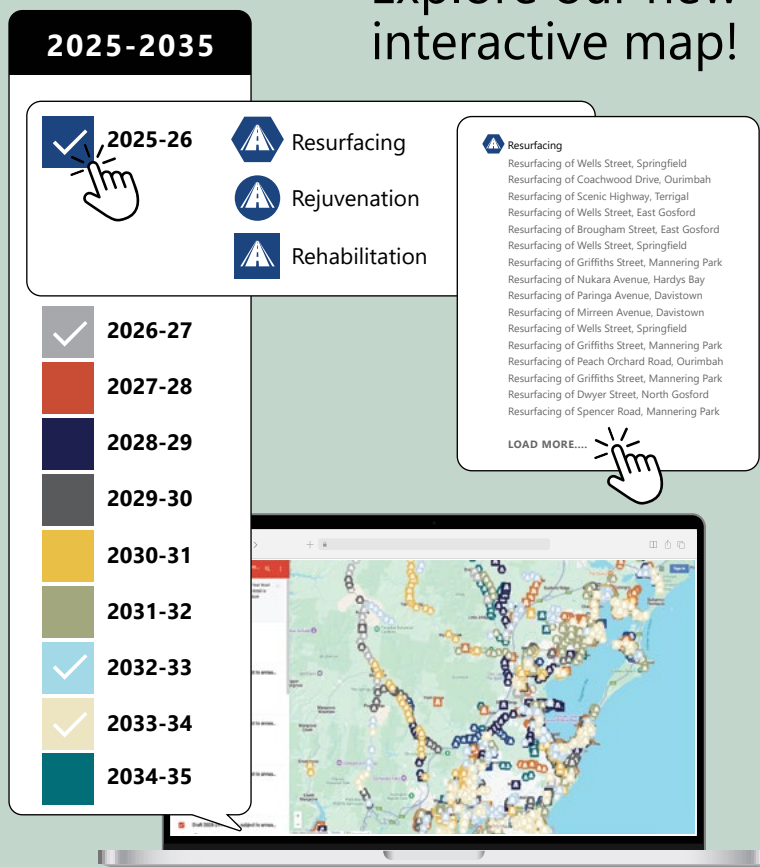 Explore our new
interactive map!
2025-2035
2025-26
Resurfacing
Rejuvenation
Rehabilitation
Resurfacing
Resurfacing of Wells Street, Springfield
Resurfacing of Coachwood Drive, Ourimbah
Resurfacing of Scenic Highway, Terrigal
Resurfacing of Wells Street, East Gosford
Resurfacing of Brougham Street, East Gosford
Resurfacing of Wells Street, Springfield
Resurfacing of Griffiths Street, Mannering Park
Resurfacing of Nukara Avenue, Hardys Bay
Resurfacing of Paringa Avenue, Davistown
Resurfacing of Mirreen Avenue, Davistown
Resurfacing of Wells Street, Springfield
Resurfacing of Griffiths Street, Mannering Park
Resurfacing of Peach Orchard Road, Ourimbah
Resurfacing of Griffiths Street, Mannering Park
Resurfacing of Dwyer Street, North Gosford
Resurfacing of Spencer Road, Mannering Park
LOAD MORE....
2026-27
2027-28
2028-29
2029-30
2030-31
2031-32
2032-33
2033-34
2034-35